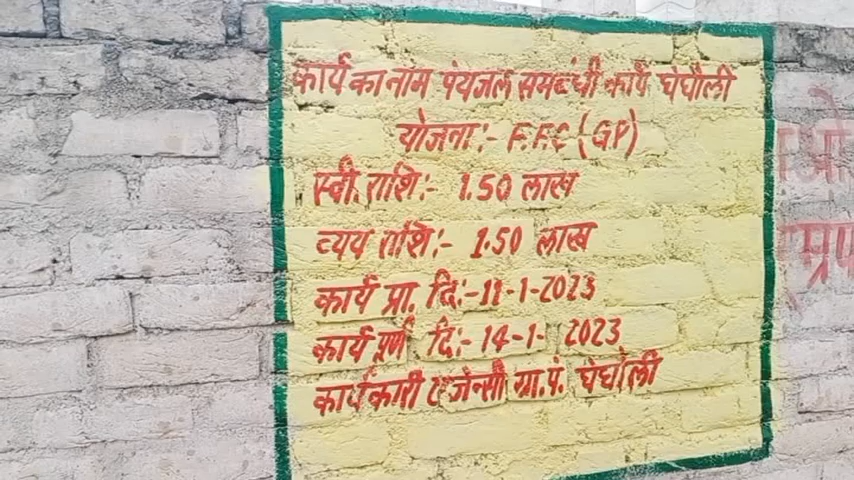 कार्य का नाम पेयजल सम्बंधी कार्य घेघोली
योजना:- F.F.C (GP)
स्वी. राशि:- 1.50 लाख
व्यय राशि:- 1.50 लाख
कार्य प्रा. दि:-11-1-2023
कार्य पूर्ण दि:- 14-1-2023
कार्यकारी एजेन्सी ग्रा.पं. घेघोली